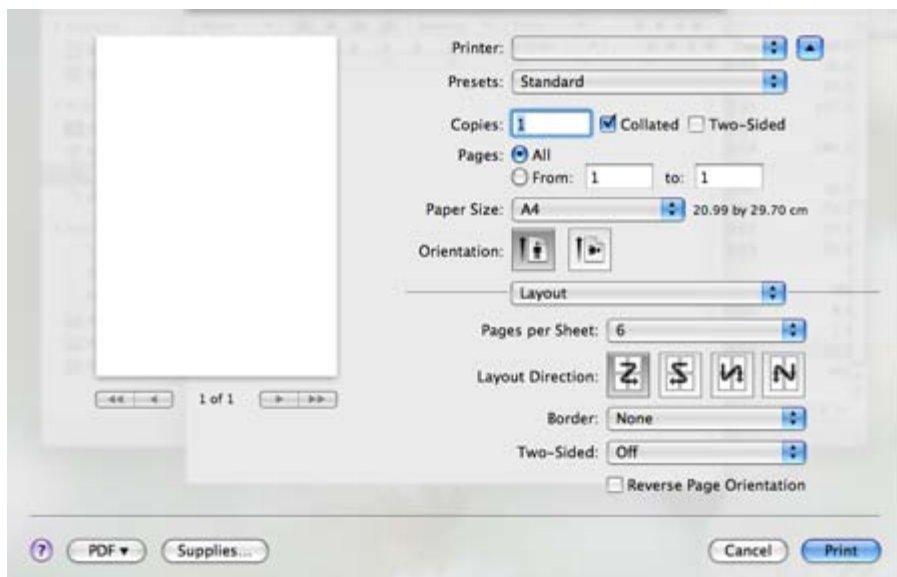 Printer:
Presets: Standard
Copies: 1 Collated Two-Sided
Pages: All
From: 1 to: 1
Paper Size: A4 20.99 by 29.70 cm
Orientation:
Layout
Pages per Sheet: 6
Layout Direction:
1 of 1
Border: None
Two-Sided: Off
Reverse Page Orientation
? PDF Supplies... Cancel Print